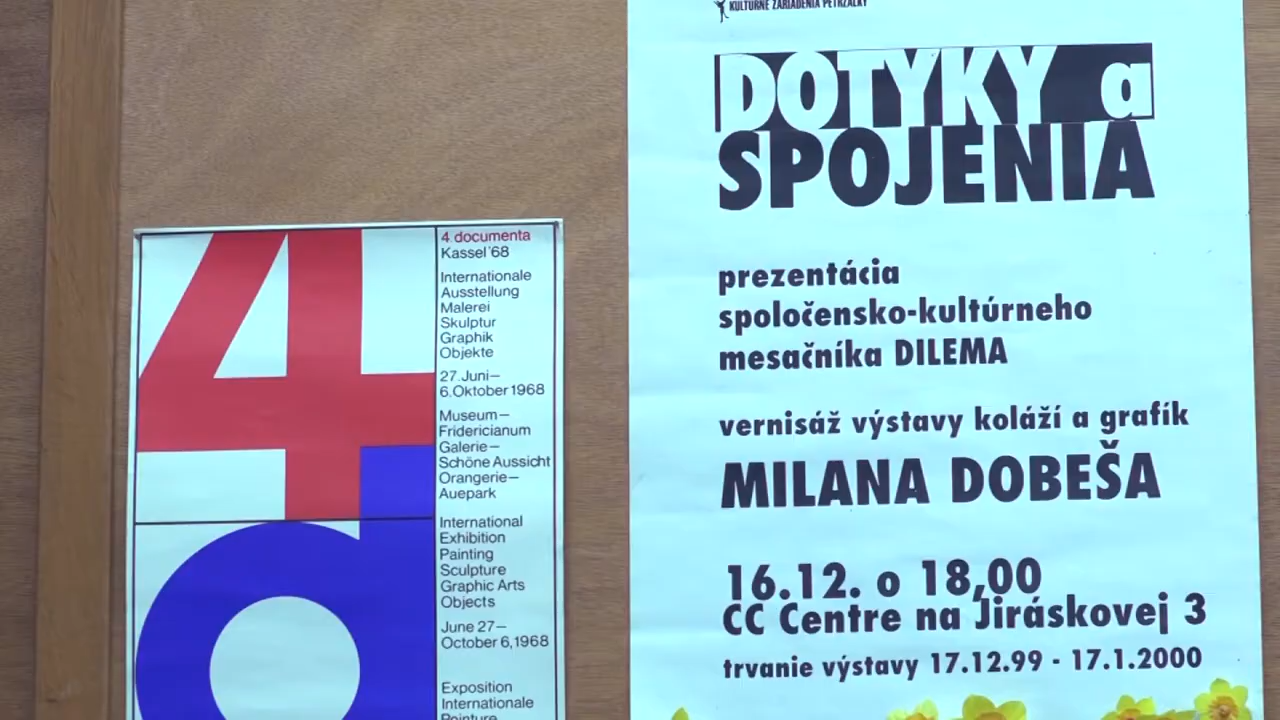 4
d
4 documenta
Kassel '68
Internationale
Ausstellung
Malerei
Skulptur
Graphik
Objekte
27. Juni–
6. Oktober 1968
Museum–
Fridericianum
Galerie–
Schöne Aussicht
Orangerie–
Auepark
International
Exhibition
Painting
Sculpture
Graphic Arts
Objects
June 27–
October 6, 1968
Exposition
Internationale
Peinture
KULTÚRNE ZARIADENIA PETRŽALKY
DOTYKY a
SPOJENIA
prezentácia
spoločensko-kultúrneho
mesačníka DILEMA
vernisáž výstavy koláží a grafík
MILANA DOBEŠA
16.12. o 18,00
CC Centre na Jiráskovej 3
trvanie výstavy 17.12.99 - 17.1.2000